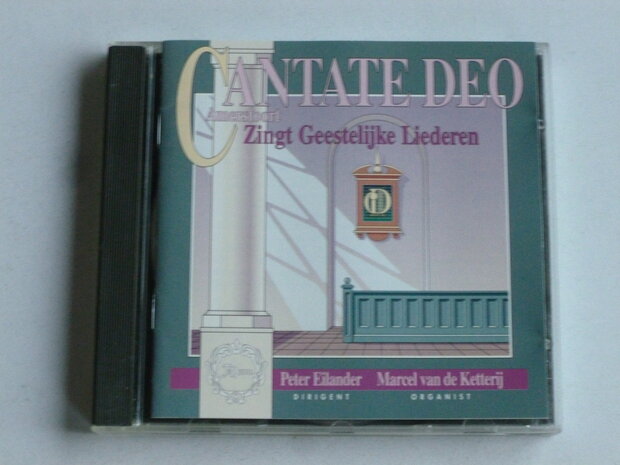 CANTATE DEO
Amersfoort
Zingt Geestelijke Liederen
Peter Eilander Marcel van de Ketterij
DIRIGENT ORGANIST